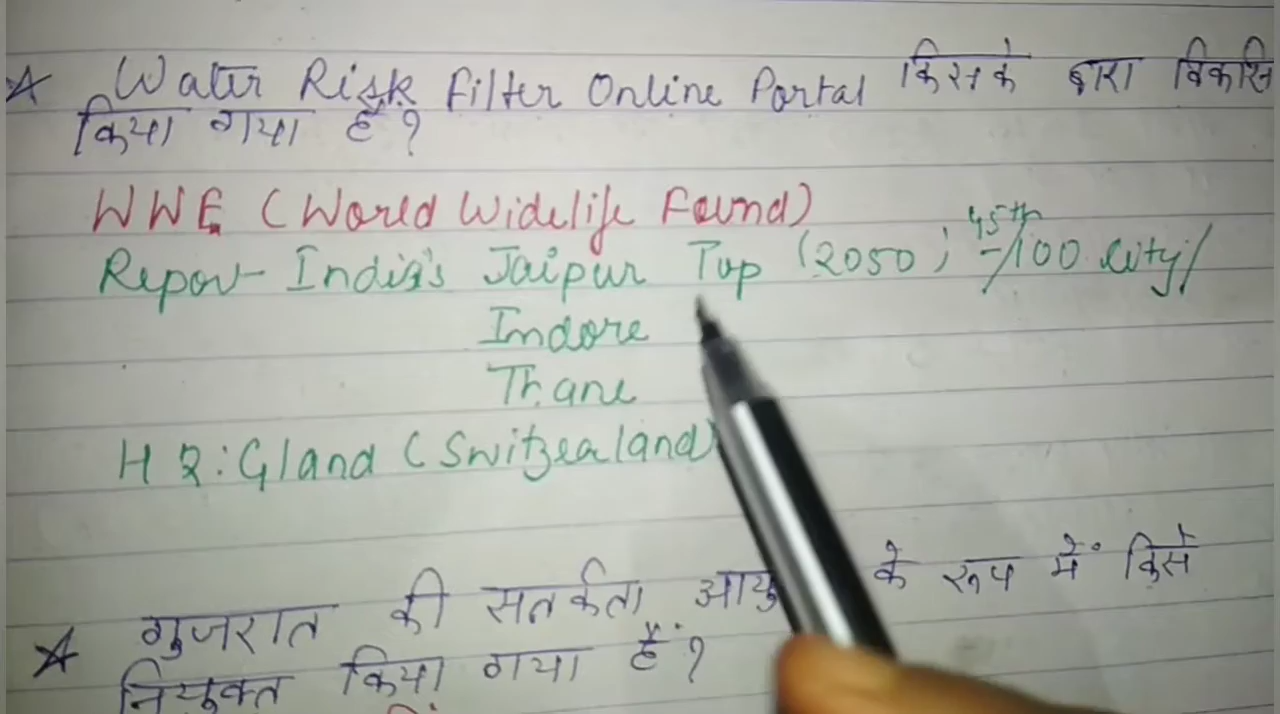 ☆ Water Risk Filter Online Portal किसके द्वारा विकसि
किया गया है?
WWF (World Widelife Found)
45th
Repor- India's Jaipur Top (2050) -/100 City/
Indore
Thane
HQ: Gland (Switzealand)
☆ गुजरात की सतर्कता आयु के रूप में किसे
नियुक्त किया गया है?